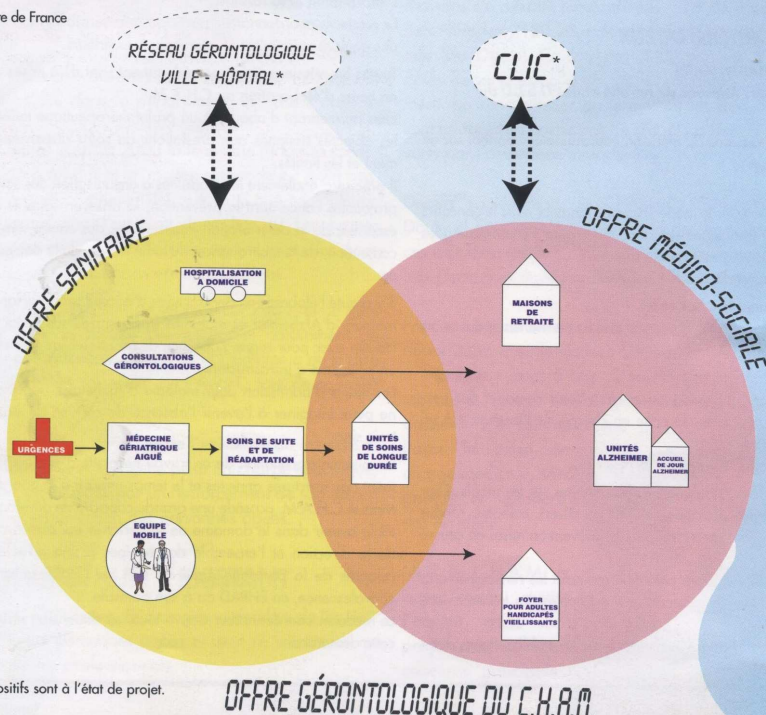 re de France
RÉSEAU GÉRONTOLOGIQUE
VILLE - HÔPITAL*
CLIC*
OFFRE SANITAIRE
OFFRE MÉDICO-SOCIALE
HOSPITALISATION
A DOMICILE
MAISONS
DE
RETRAITE
CONSULTATIONS
GÉRONTOLOGIQUES
URGENCES
MÉDECINE
GÉRIATRIQUE
AIGUË
SOINS DE SUITE
ET DE
RÉADAPTATION
UNITÉS
DE SOINS
DE LONGUE
DURÉE
UNITÉS
ALZHEIMER
ACCUEIL
DE JOUR
ALZHEIMER
EQUIPE
MOBILE
FOYER
POUR ADULTES
HANDICAPÉS
VIEILLISSANTS
ositifs sont à l'état de projet.
OFFRE GÉRONTOLOGIQUE DU C.H.A.M